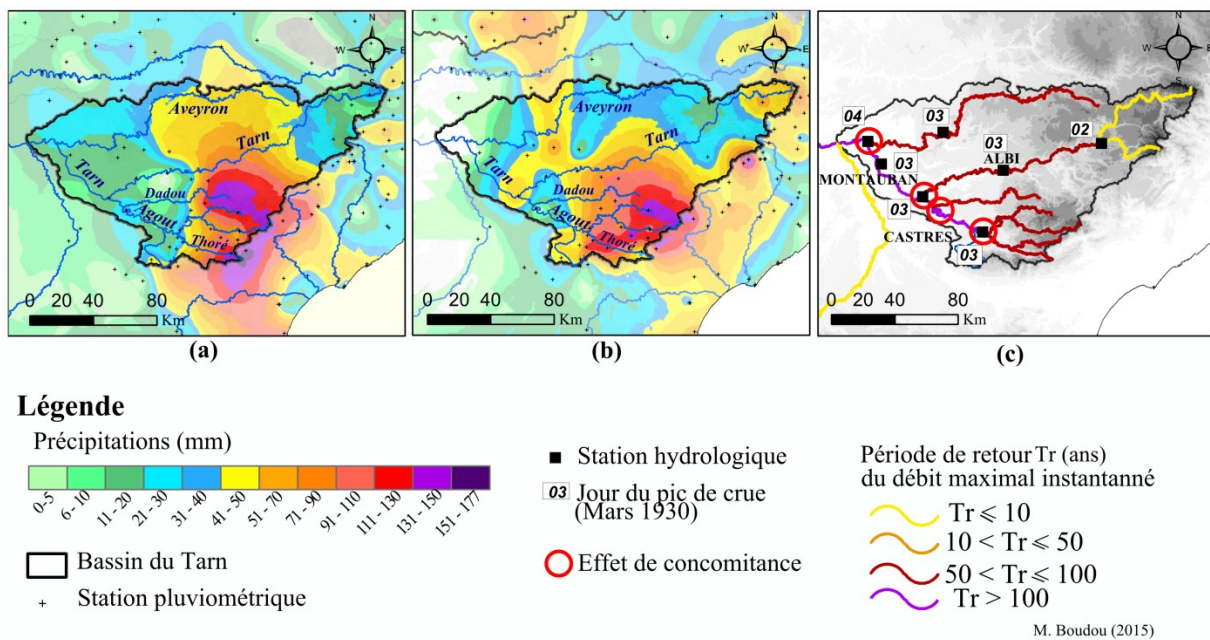 N
W E
S
Aveyron
Tarn
Tarn
Dadou
Agout
Thoré
0 20 40 80
Km
(a)
N
W E
S
Aveyron
Tarn
Tarn
Dadou
Agout
Thoré
0 20 40 80
Km
(b)
N
W E
S
04
03
02
03
03
ALBI
MONTAUBAN
03
CASTRES
03
0 20 40 80
Km
(c)
Légende
Précipitations (mm)
0-5
6-10
11 - 20
21 - 30
31 - 40
41 - 50
51 - 70
71 - 90
91 - 110
111 - 130
131 - 150
151 - 177
Bassin du Tarn
+ Station pluviométrique
Station hydrologique
03 Jour du pic de crue
(Mars 1930)
Effet de concomitance
Période de retour Tr (ans)
du débit maximal instantanné
Tr ⩽ 10
10 < Tr ⩽ 50
50 < Tr ⩽ 100
Tr > 100
M. Boudou (2015)